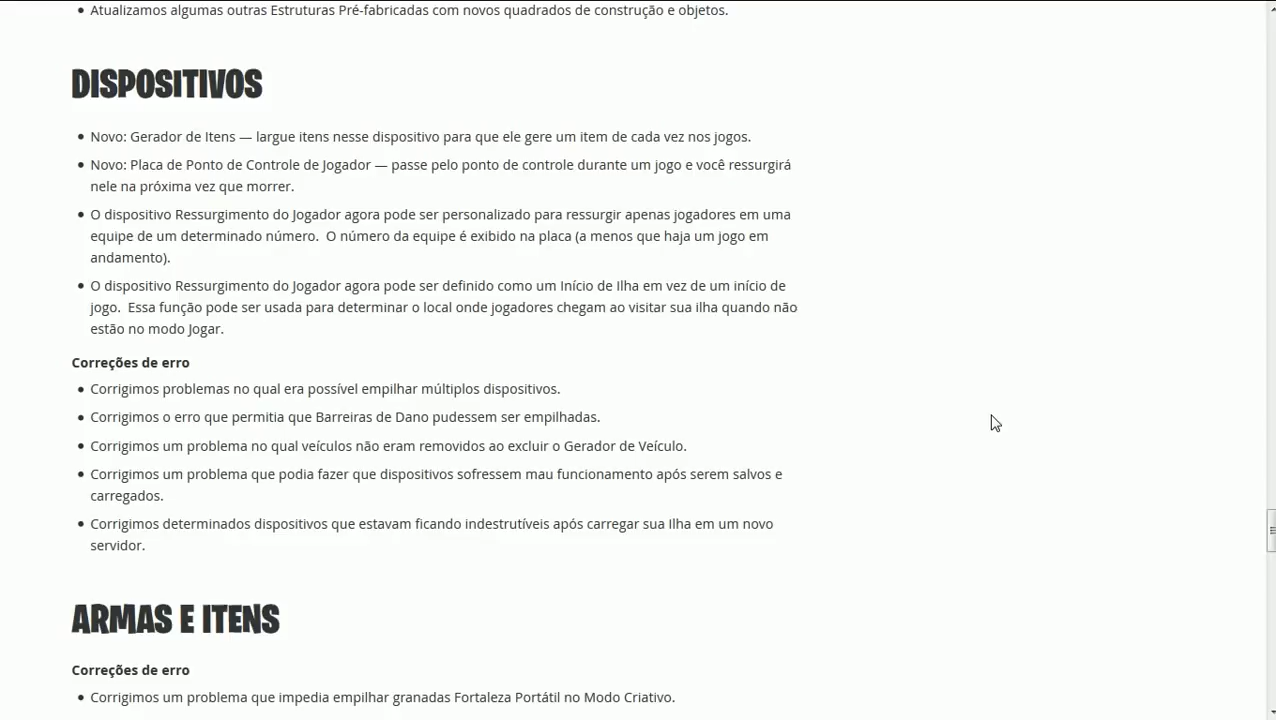 Atualizamos algumas outras Estruturas Pré-fabricadas com novos quadrados de construção e objetos.
DISPOSITIVOS
Novo: Gerador de Itens — largue itens nesse dispositivo para que ele gere um item de cada vez nos jogos.
Novo: Placa de Ponto de Controle de Jogador — passe pelo ponto de controle durante um jogo e você ressurgirá
nele na próxima vez que morrer.
O dispositivo Ressurgimento do Jogador agora pode ser personalizado para ressurgir apenas jogadores em uma
equipe de um determinado número.  O número da equipe é exibido na placa (a menos que haja um jogo em
andamento).
O dispositivo Ressurgimento do Jogador agora pode ser definido como um Início de Ilha em vez de um início de
jogo.  Essa função pode ser usada para determinar o local onde jogadores chegam ao visitar sua ilha quando não
estão no modo Jogar.
Correções de erro
Corrigimos problemas no qual era possível empilhar múltiplos dispositivos.
Corrigimos o erro que permitia que Barreiras de Dano pudessem ser empilhadas.
Corrigimos um problema no qual veículos não eram removidos ao excluir o Gerador de Veículo.
Corrigimos um problema que podia fazer que dispositivos sofressem mau funcionamento após serem salvos e
carregados.
Corrigimos determinados dispositivos que estavam ficando indestrutíveis após carregar sua Ilha em um novo
servidor.
ARMAS E ITENS
Correções de erro
Corrigimos um problema que impedia empilhar granadas Fortaleza Portátil no Modo Criativo.